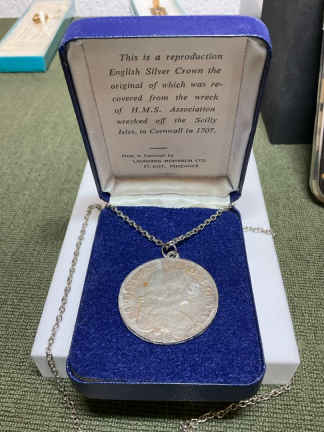 This is a reproduction
English Silver Crown the
original of which was re-
covered from the wreck
of H.M.S. Association
wrecked off the Scilly
Isles, in Cornwall in 1707.
Made in Cornwall by